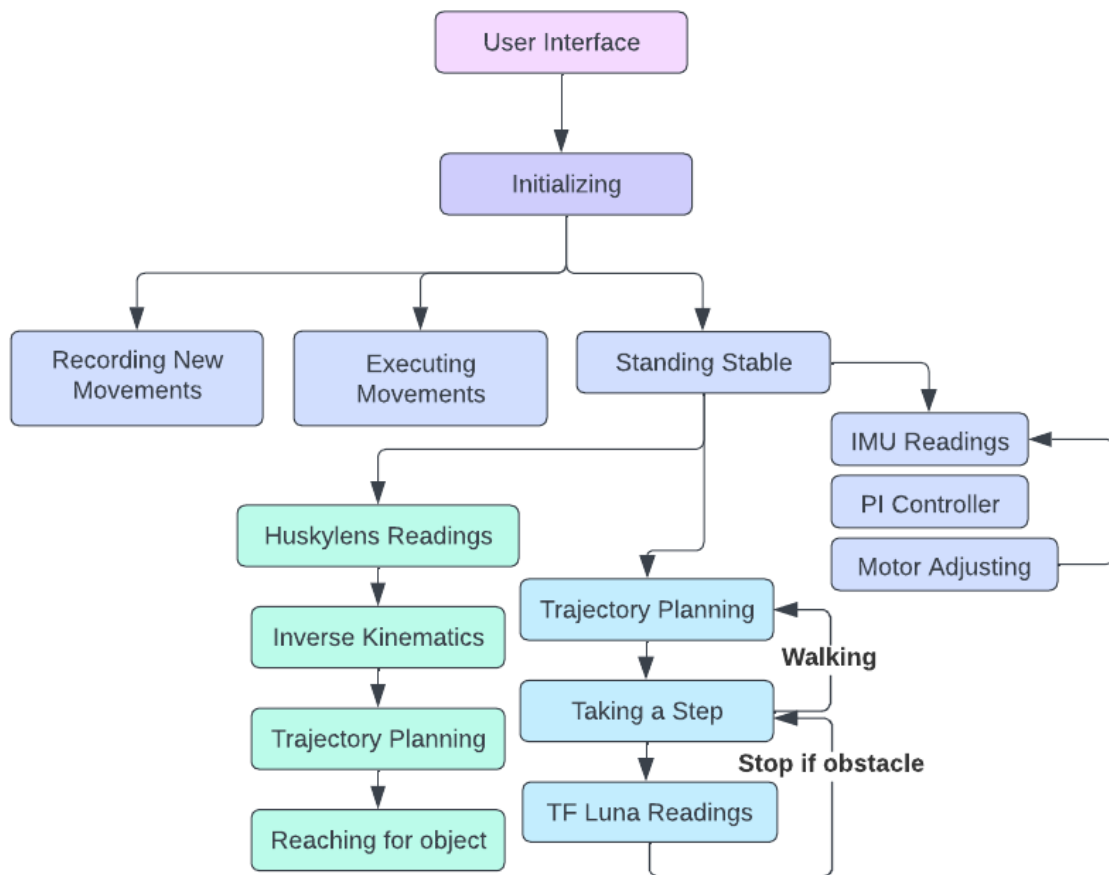 User Interface
Initializing
Recording New
Movements
Executing
Movements
Standing Stable
IMU Readings
PI Controller
Motor Adjusting
Huskylens Readings
Inverse Kinematics
Trajectory Planning
Reaching for object
Trajectory Planning
Walking
Taking a Step
Stop if obstacle
TF Luna Readings